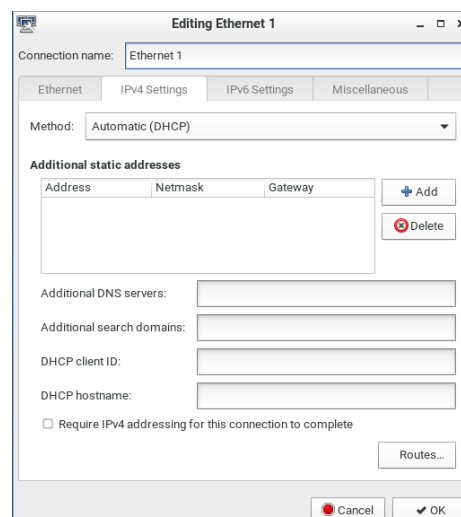 Editing Ethernet 1
Connection name: Ethernet 1
Ethernet IPv4 Settings IPv6 Settings Miscellaneous
Method: Automatic (DHCP)
Additional static addresses
Address Netmask Gateway
Add
Delete
Additional DNS servers:
Additional search domains:
DHCP client ID:
DHCP hostname:
Require IPv4 addressing for this connection to complete
Routes...
Cancel OK